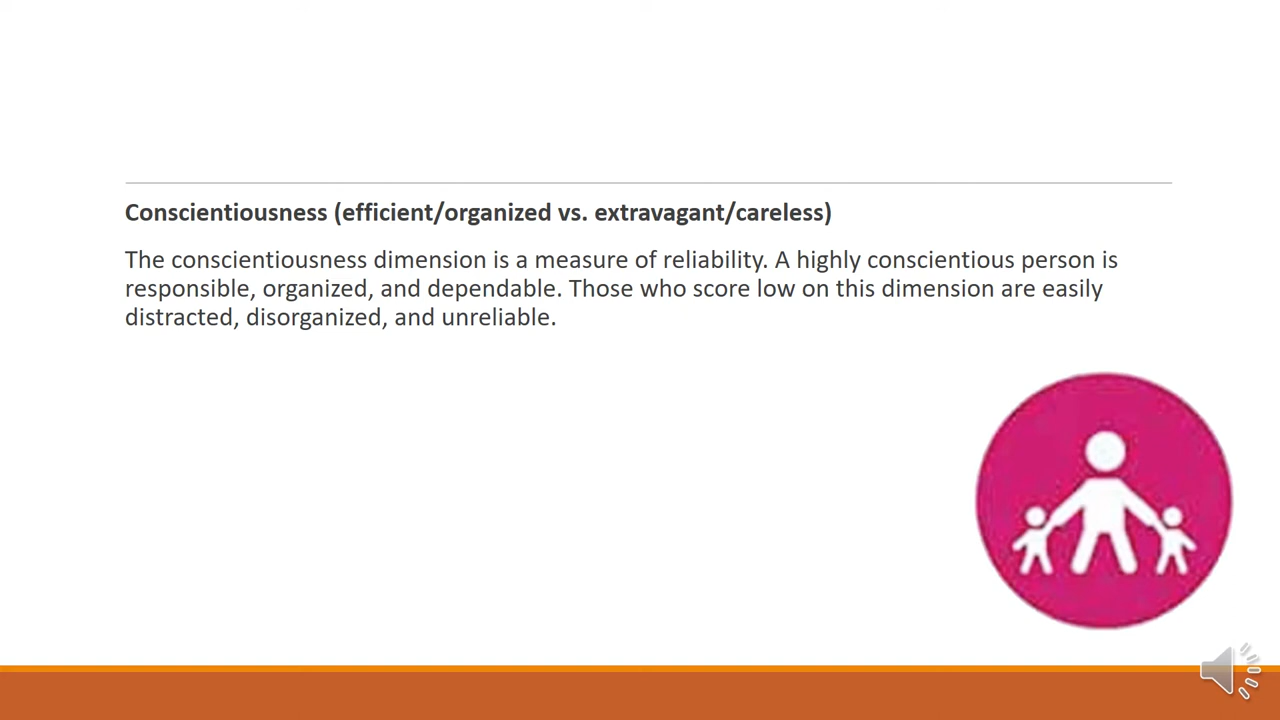 Conscientiousness (efficient/organized vs. extravagant/careless)
The conscientiousness dimension is a measure of reliability. A highly conscientious person is
responsible, organized, and dependable. Those who score low on this dimension are easily
distracted, disorganized, and unreliable.